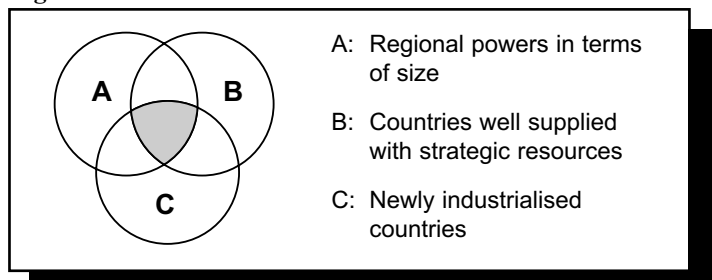 A
B
C
A: Regional powers in terms
of size
B: Countries well supplied
with strategic resources
C: Newly industrialised
countries